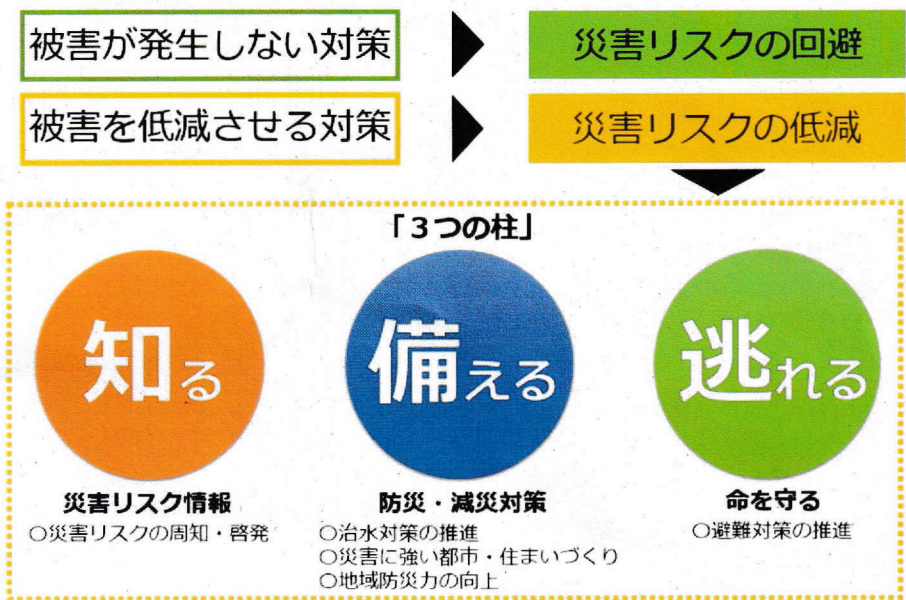 被害が発生しない対策
災害リスクの回避
被害を低減させる対策
災害リスクの低減
「3つの柱」
知る
備える
逃れる
災害リスク情報
○災害リスクの周知・啓発
防災・減災対策
○治水対策の推進
○災害に強い都市・住まいづくり
○地域防災力の向上
命を守る
○避難対策の推進